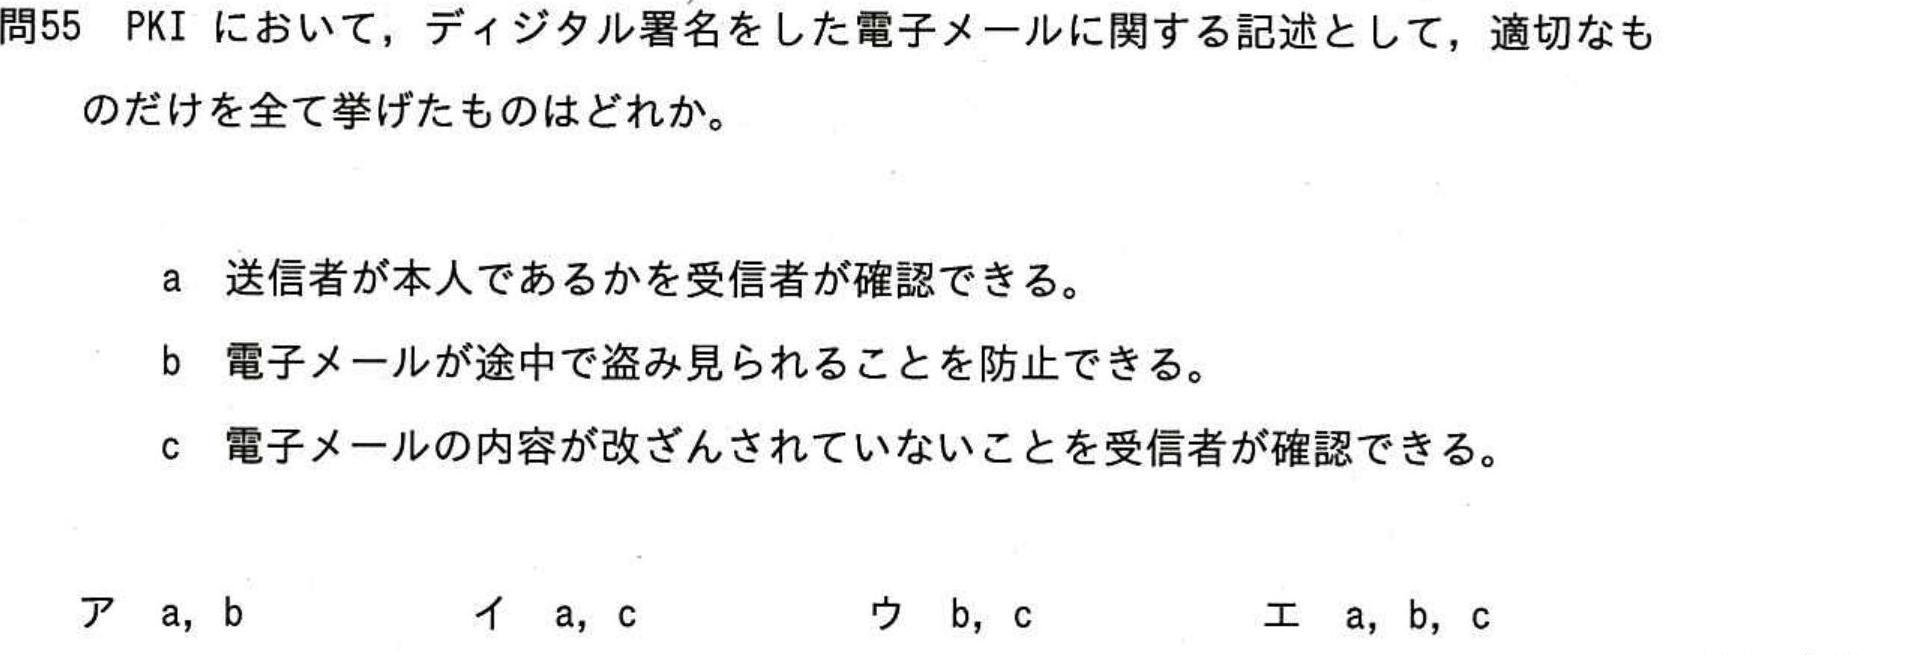 問55 PKI において，ディジタル署名をした電子メールに関する記述として，適切なも
のだけを全て挙げたものはどれか。
a 送信者が本人であるかを受信者が確認できる。
b 電子メールが途中で盗み見られることを防止できる。
c 電子メールの内容が改ざんされていないことを受信者が確認できる。
ア a, b イ a, c ウ b, c エ a, b, c